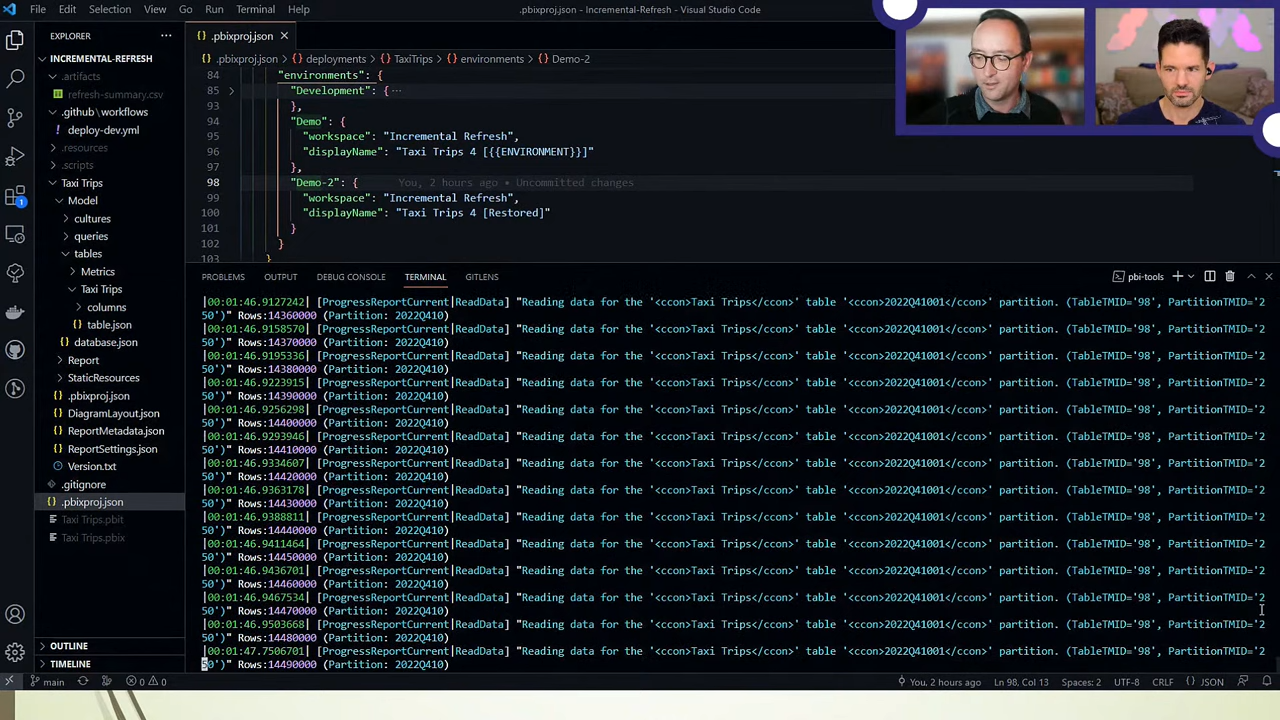 File Edit Selection View Go Run Terminal Help
.pbixproj.json - Incremental-Refresh - Visual Studio Code
EXPLORER
INCREMENTAL-REFRESH
.artifacts
refresh-summary.csv
.github\workflows
deploy-dev.yml
.resources
.scripts
Taxi Trips
Model
cultures
queries
tables
Metrics
Taxi Trips
columns
table.json
database.json
Report
StaticResources
.pbixproj.json
DiagramLayout.json
ReportMetadata.json
ReportSettings.json
Version.txt
.gitignore
.pbixproj.json
Taxi Trips.pbit
Taxi Trips.pbix
OUTLINE
TIMELINE
1
.pbixproj.json
.pbixproj.json > {} deployments > {} TaxiTrips > {} environments > {} Demo-2
84 "environments": {
85 "Development": { ···
93 },
94 "Demo": {
95 "workspace": "Incremental Refresh",
96 "displayName": "Taxi Trips 4 [{{ENVIRONMENT}}]"
97 },
98 "Demo-2": { You, 2 hours ago • Uncommitted changes
99 "workspace": "Incremental Refresh",
100 "displayName": "Taxi Trips 4 [Restored]"
101 }
102 }
103 }
PROBLEMS OUTPUT DEBUG CONSOLE TERMINAL GITLENS
pbi-tools
|00:01:46.9127242| [ProgressReportCurrent|ReadData] "Reading data for the '<ccon>Taxi Trips</ccon>' table '<ccon>2022Q41001</ccon>' partition. (TableTMID='98', PartitionTMID='2
50')" Rows:14360000 (Partition: 2022Q410)
|00:01:46.9158570| [ProgressReportCurrent|ReadData] "Reading data for the '<ccon>Taxi Trips</ccon>' table '<ccon>2022Q41001</ccon>' partition. (TableTMID='98', PartitionTMID='2
50')" Rows:14370000 (Partition: 2022Q410)
|00:01:46.9195336| [ProgressReportCurrent|ReadData] "Reading data for the '<ccon>Taxi Trips</ccon>' table '<ccon>2022Q41001</ccon>' partition. (TableTMID='98', PartitionTMID='2
50')" Rows:14380000 (Partition: 2022Q410)
|00:01:46.9223915| [ProgressReportCurrent|ReadData] "Reading data for the '<ccon>Taxi Trips</ccon>' table '<ccon>2022Q41001</ccon>' partition. (TableTMID='98', PartitionTMID='2
50')" Rows:14390000 (Partition: 2022Q410)
|00:01:46.9256298| [ProgressReportCurrent|ReadData] "Reading data for the '<ccon>Taxi Trips</ccon>' table '<ccon>2022Q41001</ccon>' partition. (TableTMID='98', PartitionTMID='2
50')" Rows:14400000 (Partition: 2022Q410)
|00:01:46.9293946| [ProgressReportCurrent|ReadData] "Reading data for the '<ccon>Taxi Trips</ccon>' table '<ccon>2022Q41001</ccon>' partition. (TableTMID='98', PartitionTMID='2
50')" Rows:14410000 (Partition: 2022Q410)
|00:01:46.9334607| [ProgressReportCurrent|ReadData] "Reading data for the '<ccon>Taxi Trips</ccon>' table '<ccon>2022Q41001</ccon>' partition. (TableTMID='98', PartitionTMID='2
50')" Rows:14420000 (Partition: 2022Q410)
|00:01:46.9363178| [ProgressReportCurrent|ReadData] "Reading data for the '<ccon>Taxi Trips</ccon>' table '<ccon>2022Q41001</ccon>' partition. (TableTMID='98', PartitionTMID='2
50')" Rows:14430000 (Partition: 2022Q410)
|00:01:46.9388811| [ProgressReportCurrent|ReadData] "Reading data for the '<ccon>Taxi Trips</ccon>' table '<ccon>2022Q41001</ccon>' partition. (TableTMID='98', PartitionTMID='2
50')" Rows:14440000 (Partition: 2022Q410)
|00:01:46.9411464| [ProgressReportCurrent|ReadData] "Reading data for the '<ccon>Taxi Trips</ccon>' table '<ccon>2022Q41001</ccon>' partition. (TableTMID='98', PartitionTMID='2
50')" Rows:14450000 (Partition: 2022Q410)
|00:01:46.9436701| [ProgressReportCurrent|ReadData] "Reading data for the '<ccon>Taxi Trips</ccon>' table '<ccon>2022Q41001</ccon>' partition. (TableTMID='98', PartitionTMID='2
50')" Rows:14460000 (Partition: 2022Q410)
|00:01:46.9467534| [ProgressReportCurrent|ReadData] "Reading data for the '<ccon>Taxi Trips</ccon>' table '<ccon>2022Q41001</ccon>' partition. (TableTMID='98', PartitionTMID='2
50')" Rows:14470000 (Partition: 2022Q410)
|00:01:46.9503668| [ProgressReportCurrent|ReadData] "Reading data for the '<ccon>Taxi Trips</ccon>' table '<ccon>2022Q41001</ccon>' partition. (TableTMID='98', PartitionTMID='2
50')" Rows:14480000 (Partition: 2022Q410)
|00:01:47.7506701| [ProgressReportCurrent|ReadData] "Reading data for the '<ccon>Taxi Trips</ccon>' table '<ccon>2022Q41001</ccon>' partition. (TableTMID='98', PartitionTMID='2
50')" Rows:14490000 (Partition: 2022Q410)
main 0 0 You, 2 hours ago Ln 98, Col 13 Spaces: 2 UTF-8 CRLF {} JSON